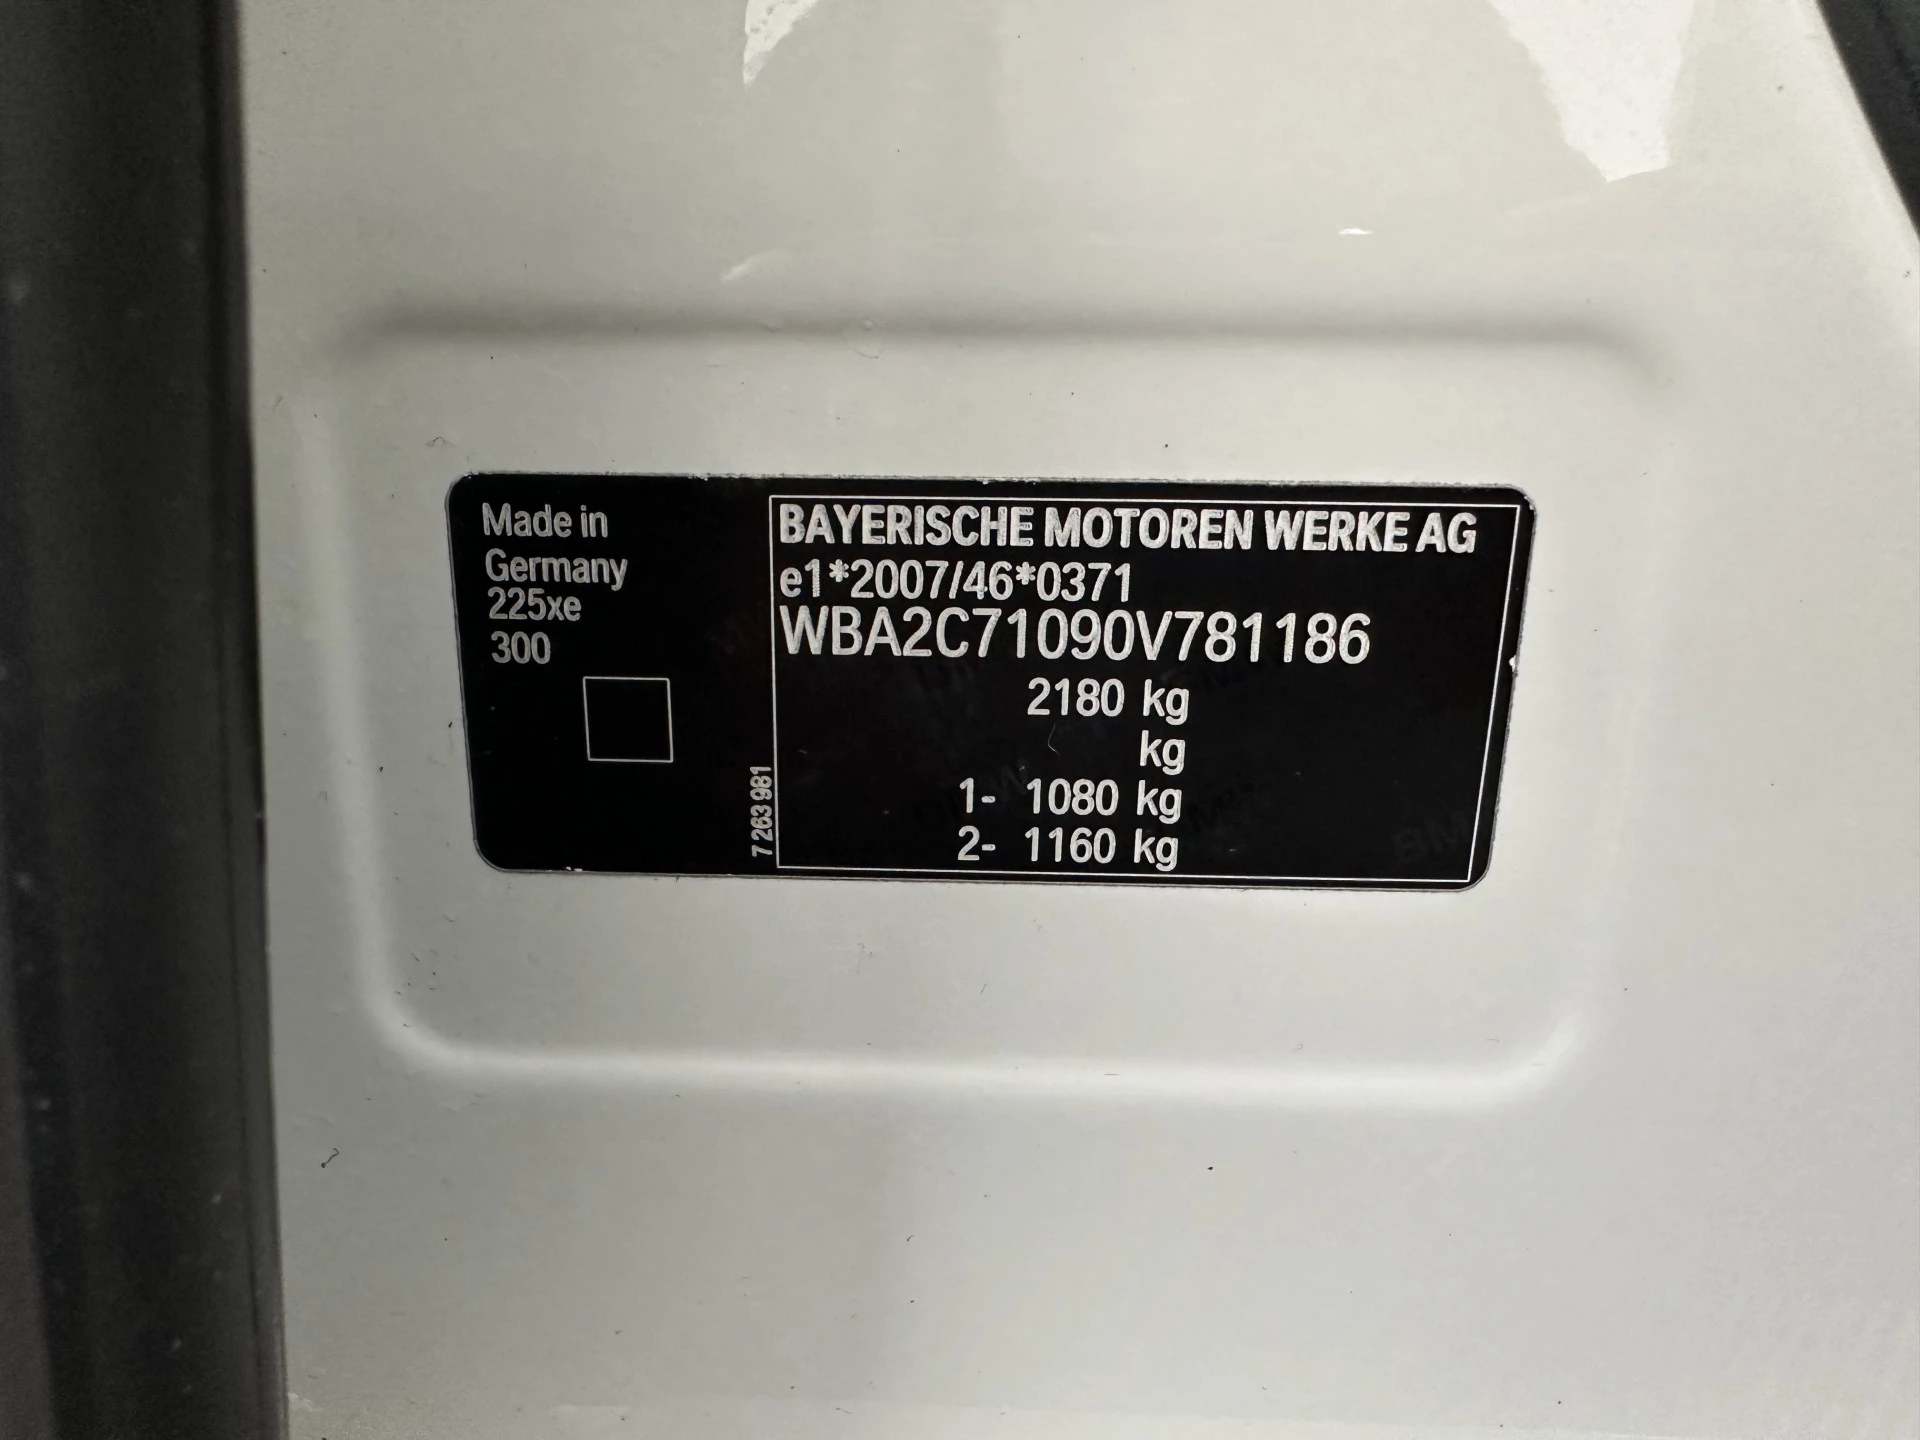 Made in
Germany
225xe
300
7 263 981
BAYERISCHE MOTOREN WERKE AG
e1*2007/46*0371
WBA2C71090V781186
2180 kg
kg
1- 1080 kg
2- 1160 kg